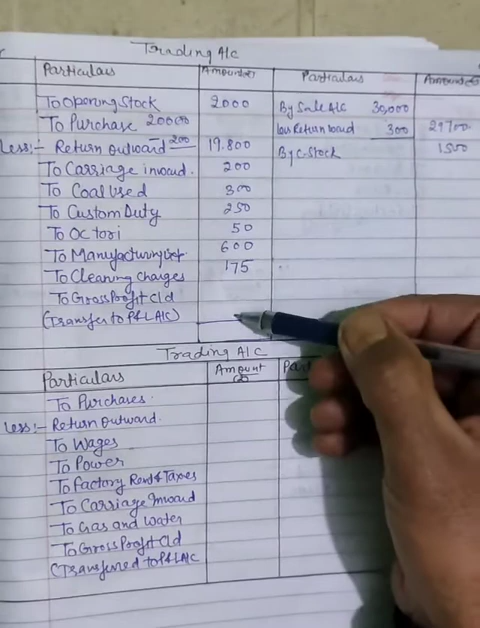 Trading A/c
Particulars Amount Particulars Amount
To Opening Stock 2000 By Sale A/C 30,000
To Purchase 20000 less Return Inward 300 29700
Less:- Return outward 200 19.800 By C. Stock 1500
To Carriage inward. 200
To Coal Used 300
To Custom Duty 250
To Octori 50
To Manufacturing 600
To Cleaning Charges 175
To Gross Profit C/d
(Transfer to P&L A/C)
Trading A/C
Particulars Amount
To Purchases.
Less:- Return Outward.
To Wages
To Power
To Factory Rent & Taxes
To Carriage Inward
To Gas and Water
To Gross Profit C/d
(Transferred to P&L A/C